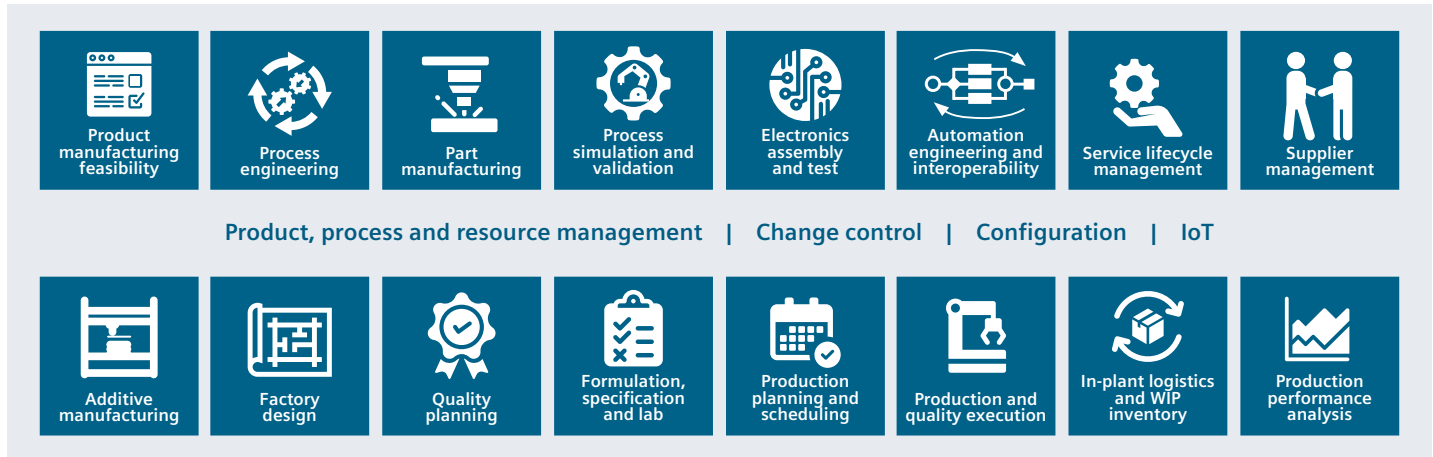 Product
manufacturing
feasibility
Process
engineering
Part
manufacturing
Process
simulation and
validation
Electronics
assembly
and test
Automation
engineering and
interoperability
Service lifecycle
management
Supplier
management
Product, process and resource management | Change control | Configuration | IoT
Additive
manufacturing
Factory
design
Quality
planning
Formulation,
specification
and lab
Production
planning and
scheduling
Production and
quality execution
In-plant logistics
and WIP
inventory
Production
performance
analysis